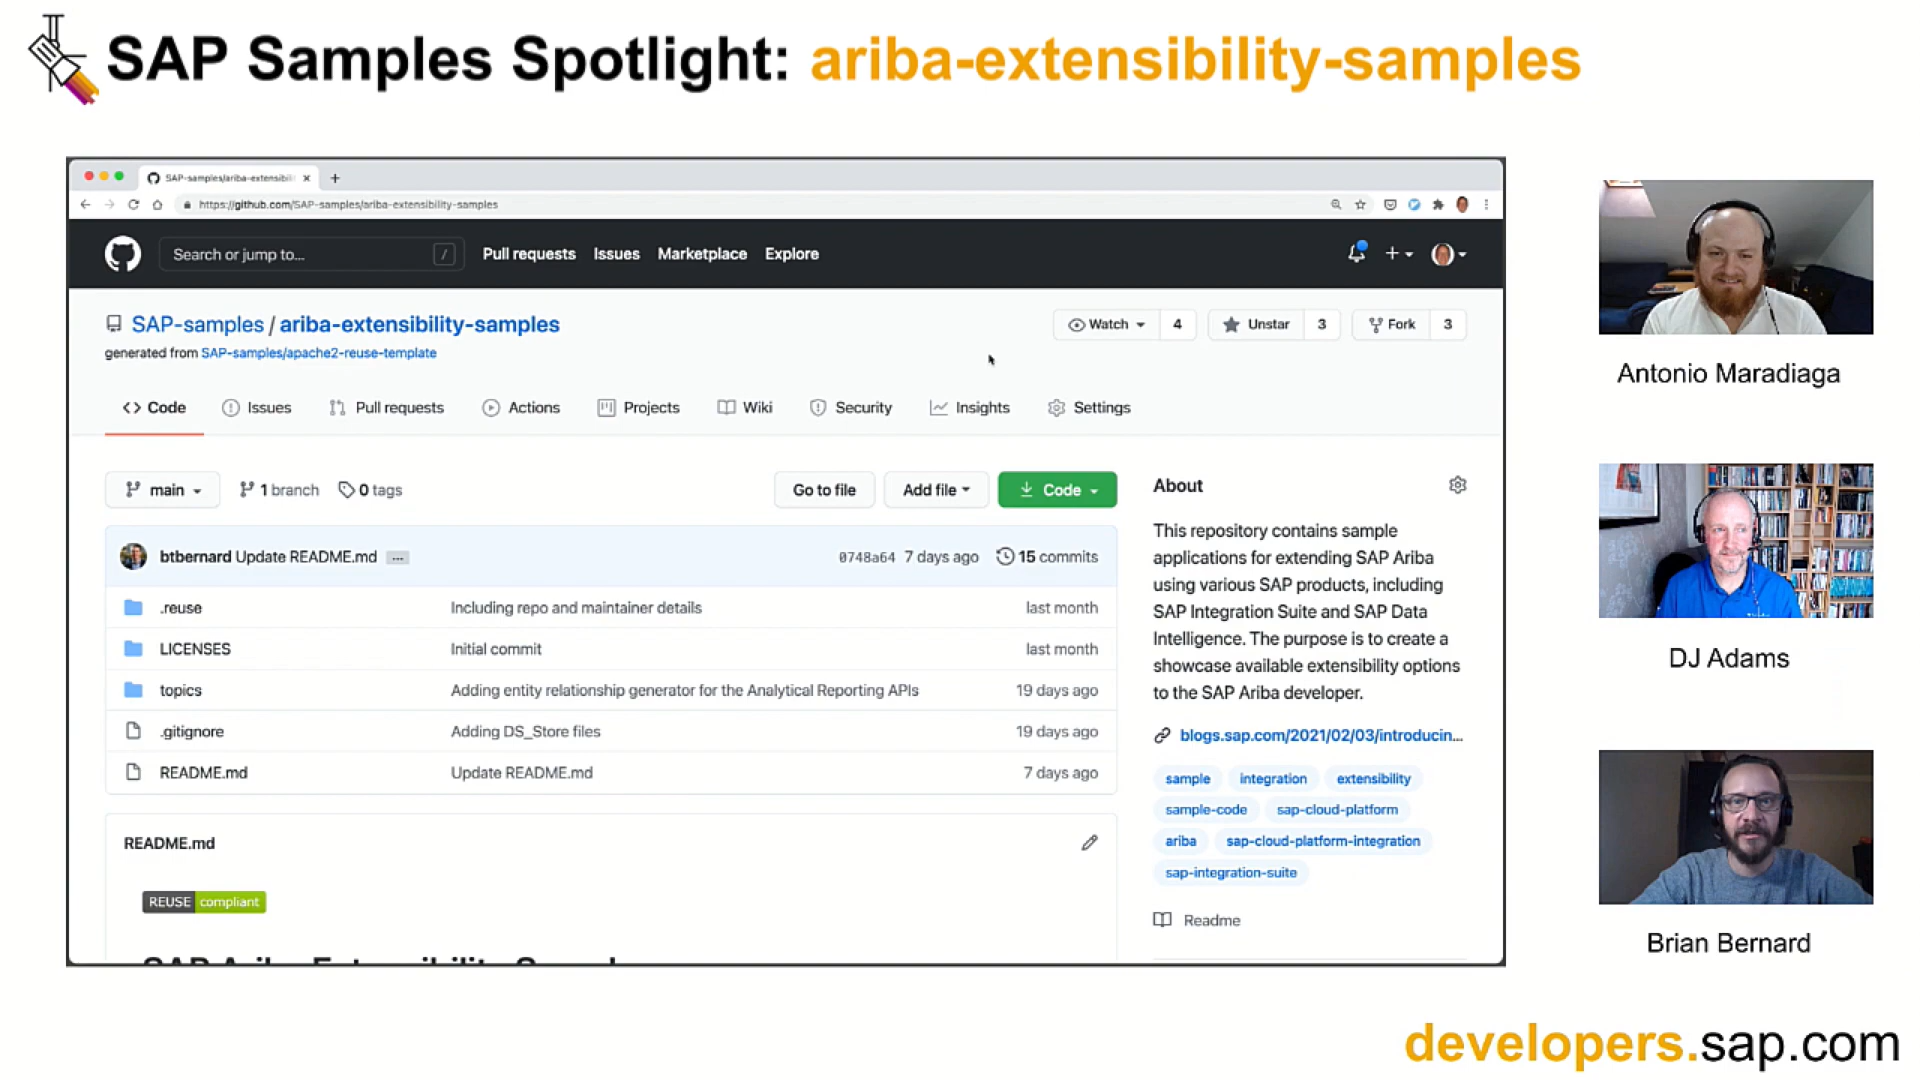 SAP Samples Spotlight: ariba-extensibility-samples
SAP-samples/ariba-extensibili
https://github.com/SAP-samples/ariba-extensibility-samples
Search or jump to... /
Pull requests Issues Marketplace Explore
SAP-samples / ariba-extensibility-samples
Watch 4 Unstar 3 Fork 3
generated from SAP-samples/apache2-reuse-template
Code Issues Pull requests Actions Projects Wiki Security Insights Settings
main 1 branch 0 tags Go to file Add file Code
btbernard Update README.md ... 0748a64 7 days ago 15 commits
.reuse Including repo and maintainer details last month
LICENSES Initial commit last month
topics Adding entity relationship generator for the Analytical Reporting APIs 19 days ago
.gitignore Adding DS_Store files 19 days ago
README.md Update README.md 7 days ago
README.md
REUSE compliant
SAP Ariba Extensibility Samples
About
This repository contains sample
applications for extending SAP Ariba
using various SAP products, including
SAP Integration Suite and SAP Data
Intelligence. The purpose is to create a
showcase available extensibility options
to the SAP Ariba developer.
blogs.sap.com/2021/02/03/introducin...
sample integration extensibility
sample-code sap-cloud-platform
ariba sap-cloud-platform-integration
sap-integration-suite
Readme
Antonio Maradiaga
DJ Adams
Brian Bernard
developers.sap.com